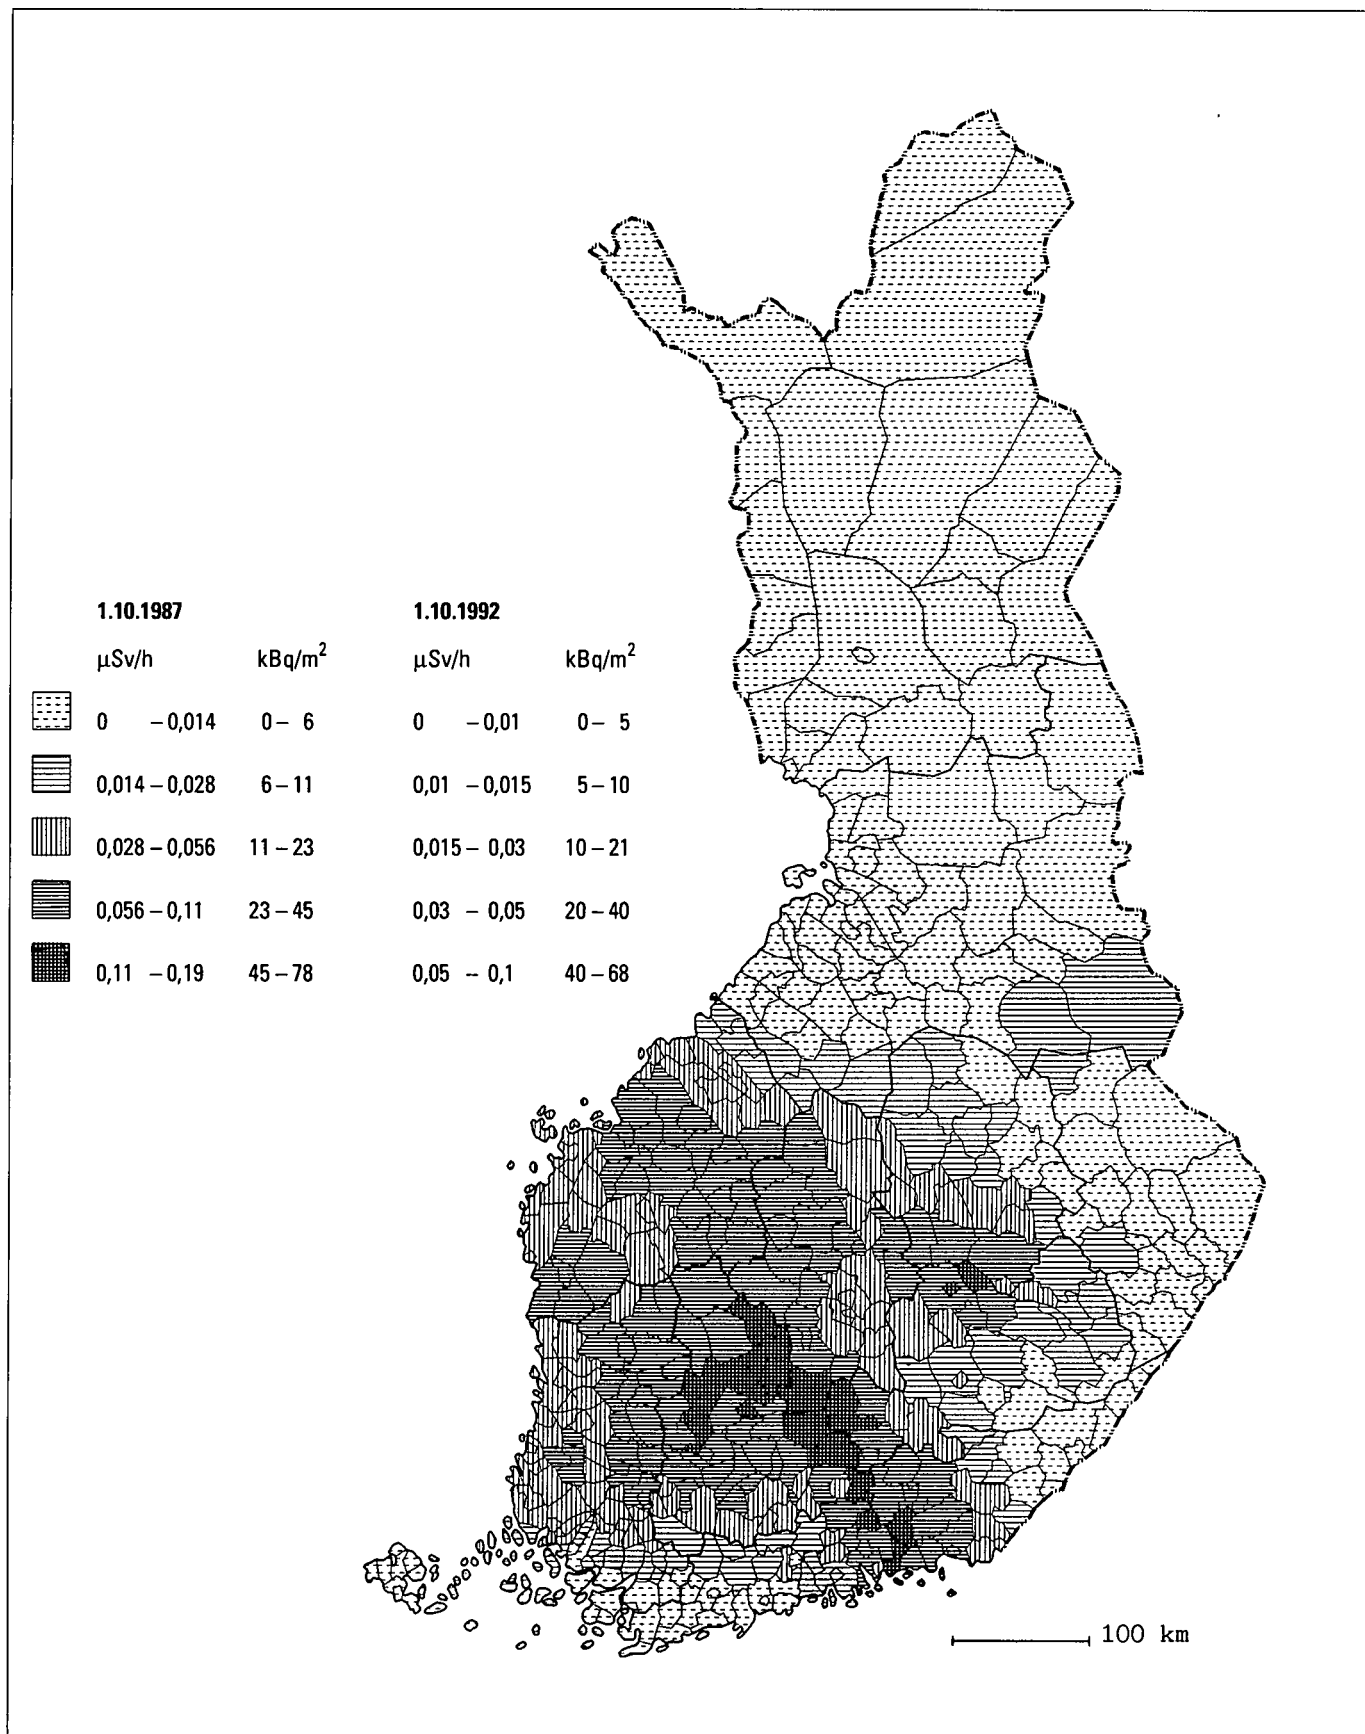 1.10.1987 1.10.1992
µSv/h kBq/m² µSv/h kBq/m²
0 – 0,014 0 – 6 0 – 0,01 0 – 5
0,014 – 0,028 6 – 11 0,01 – 0,015 5 – 10
0,028 – 0,056 11 – 23 0,015 – 0,03 10 – 21
0,056 – 0,11 23 – 45 0,03 – 0,05 20 – 40
0,11 – 0,19 45 – 78 0,05 – 0,1 40 – 68
100 km